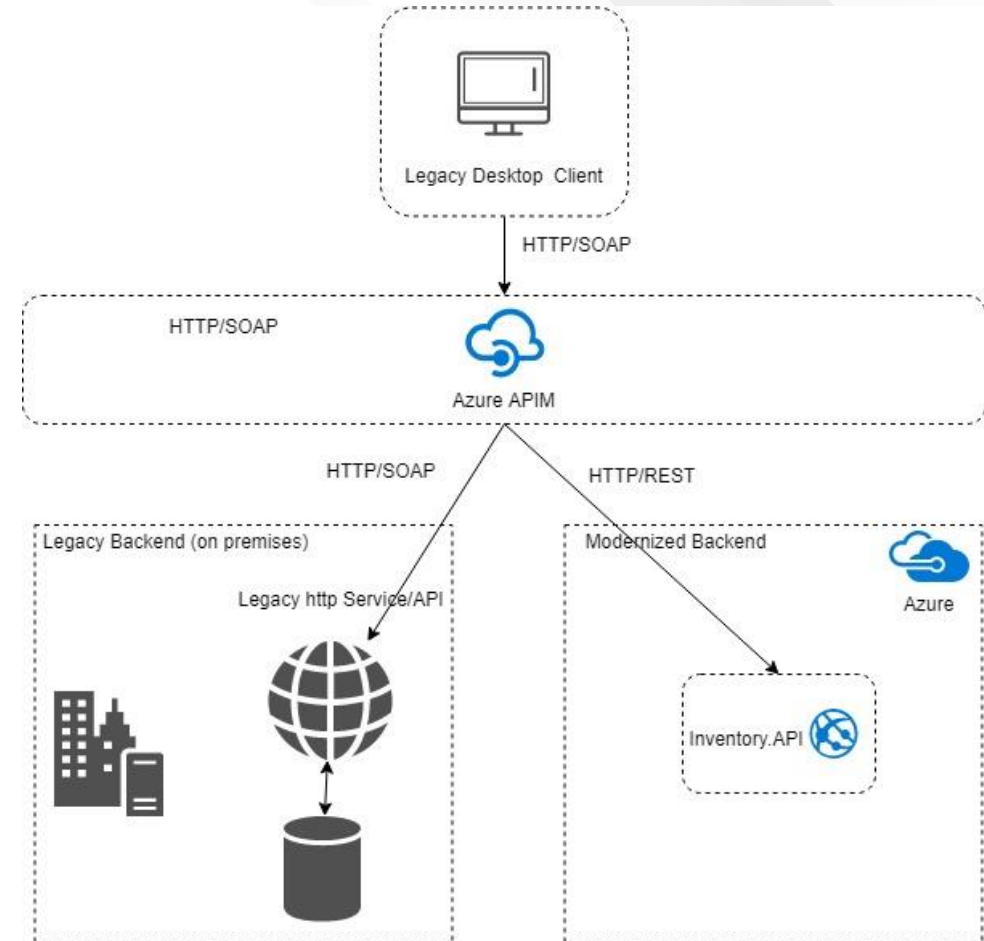 Legacy Desktop Client
HTTP/SOAP
HTTP/SOAP
Azure APIM
HTTP/SOAP
HTTP/REST
Legacy Backend (on premises)
Modernized Backend
Legacy http Service/API
Azure
Inventory.API